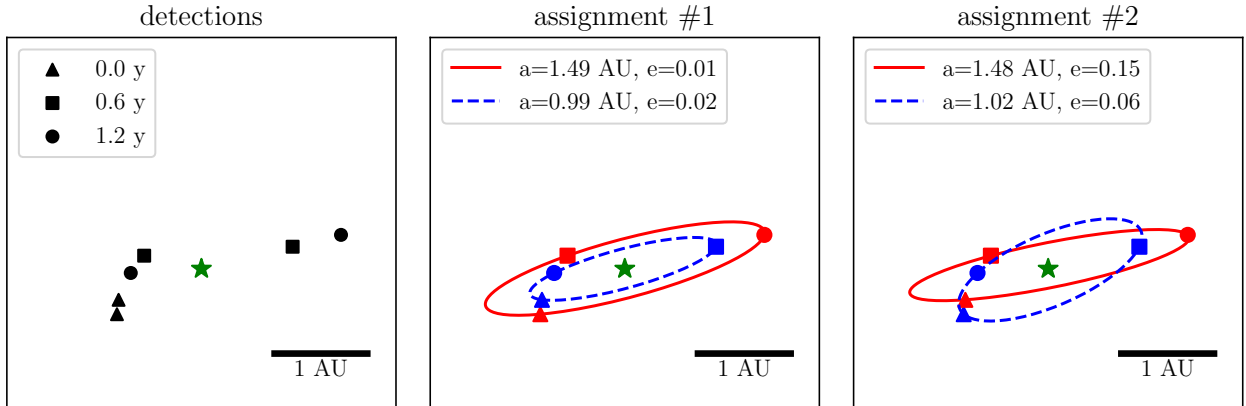 detections
0.0 y
0.6 y
1.2 y
1 AU
assignment #1
a=1.49 AU, e=0.01
a=0.99 AU, e=0.02
1 AU
assignment #2
a=1.48 AU, e=0.15
a=1.02 AU, e=0.06
1 AU